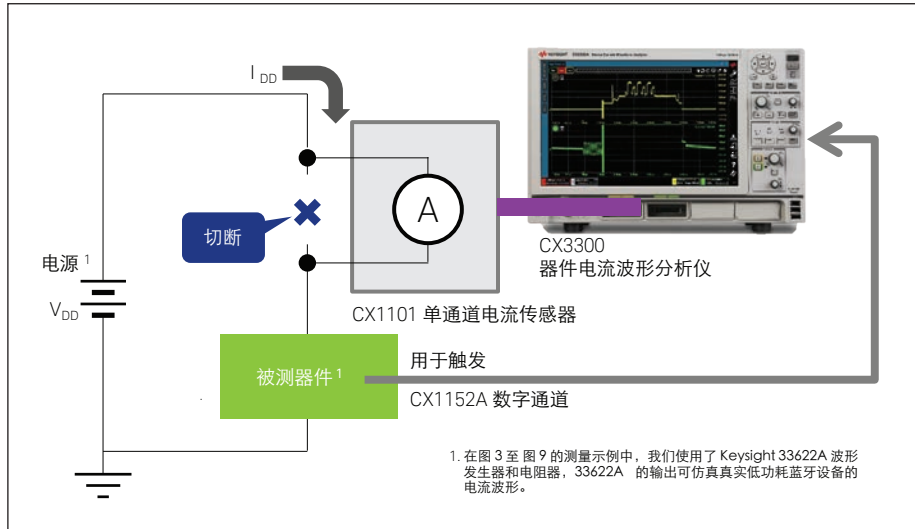 I DD
KEYSIGHT
A
切断
CX3300
器件电流波形分析仪
电源 1
VDD
CX1101 单通道电流传感器
被测器件 1
用于触发
CX1152A 数字通道
1. 在图 3 至 图 9 的测量示例中，我们使用了 Keysight 33622A 波形
发生器和电阻器，33622A 的输出可仿真真实低功耗蓝牙设备的
电流波形。